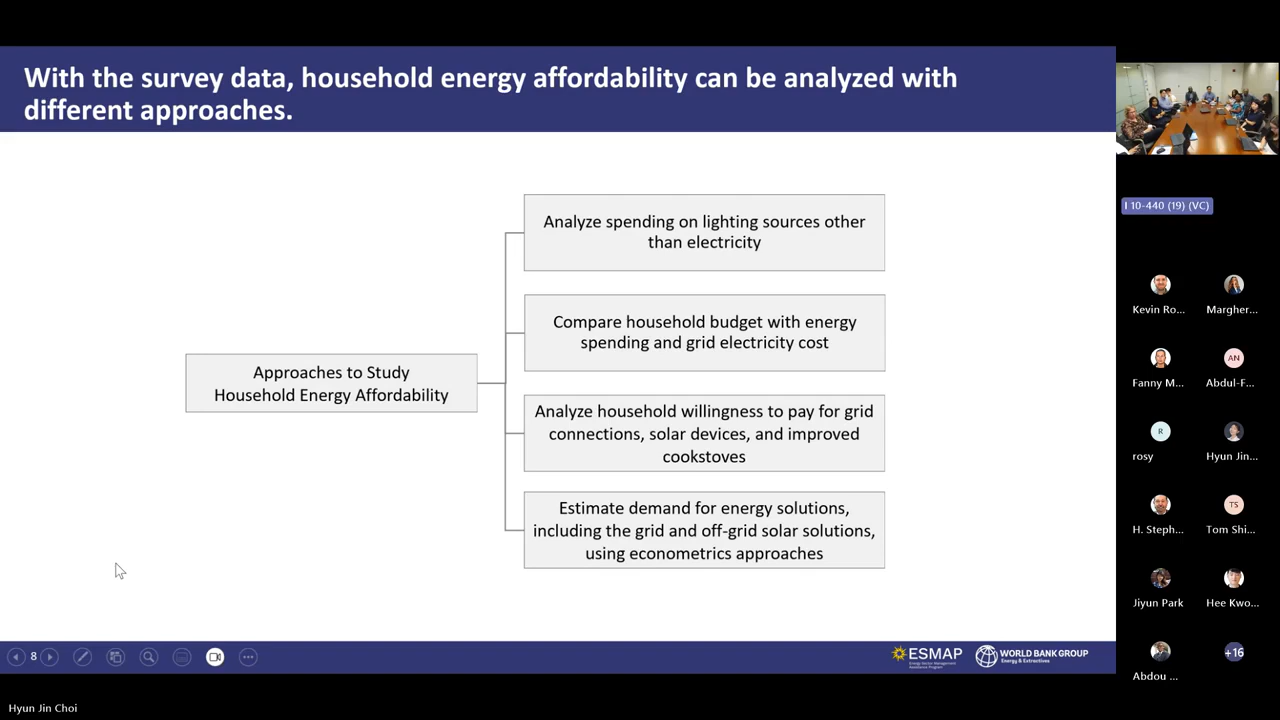 With the survey data, household energy affordability can be analyzed with
different approaches.
Approaches to Study
Household Energy Affordability
Analyze spending on lighting sources other
than electricity
Compare household budget with energy
spending and grid electricity cost
Analyze household willingness to pay for grid
connections, solar devices, and improved
cookstoves
Estimate demand for energy solutions,
including the grid and off-grid solar solutions,
using econometrics approaches
8
ESMAP
Energy Sector Management
Assistance Program
WORLD BANK GROUP
Energy & Extractives
I 10-440 (19) (VC)
Kevin Ro...
Margher...
Fanny M...
AN
Abdul-F...
R
rosy
Hyun Jin...
H. Steph...
TS
Tom Shi...
Jiyun Park
Hee Kwo...
Abdou ...
+16
Hyun Jin Choi